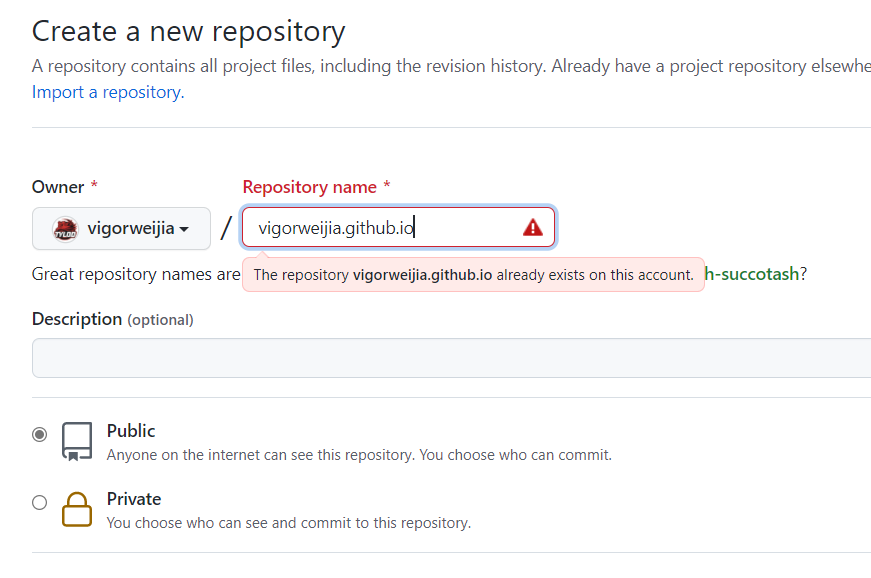 Create a new repository
A repository contains all project files, including the revision history. Already have a project repository
Import a repository.
Owner *
Repository name *
vigorweijia
/
vigorweijia.github.io
Great repository names are
The repository vigorweijia.github.io already exists on this account.
h-succotash?
Description (optional)
Public
Anyone on the internet can see this repository. You choose who can commit.
Private
You choose who can see and commit to this repository.